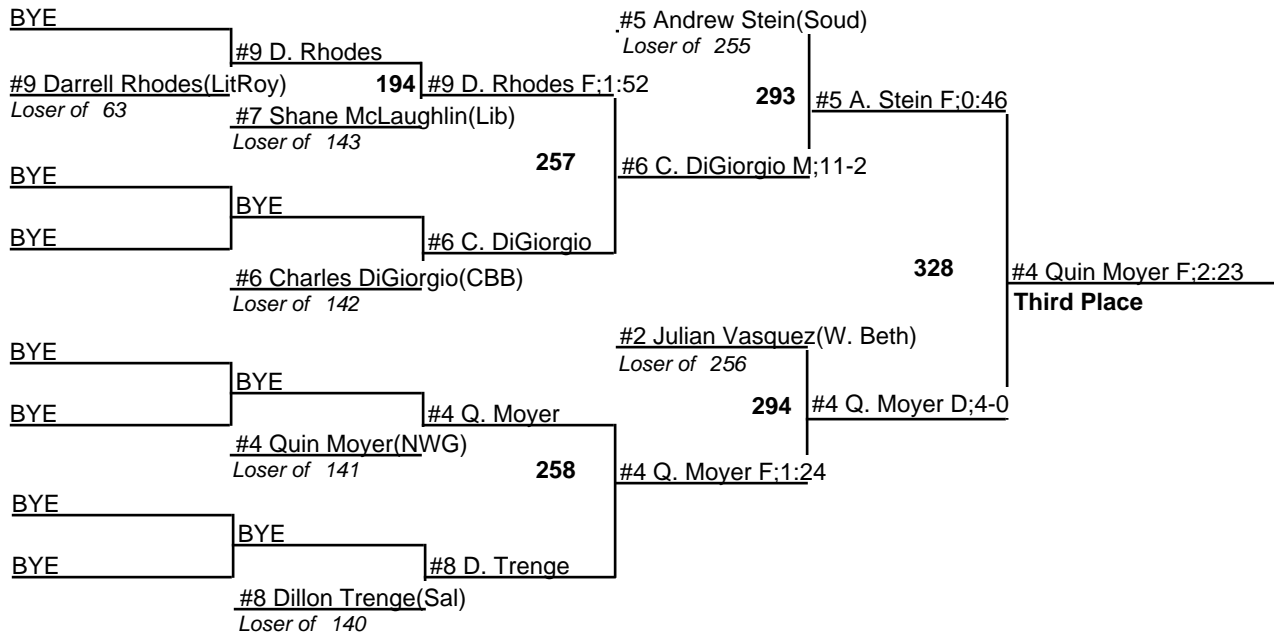 BYE
#5 Andrew Stein(Soud)
Loser of 255
#9 D. Rhodes
#9 Darrell Rhodes(LitRoy)
Loser of 63
194
#9 D. Rhodes F;1:52
293
#5 A. Stein F;0:46
#7 Shane McLaughlin(Lib)
Loser of 143
257
#6 C. DiGiorgio M;11-2
BYE
BYE
BYE
#6 C. DiGiorgio
#6 Charles DiGiorgio(CBB)
Loser of 142
328
#4 Quin Moyer F;2:23
Third Place
#2 Julian Vasquez(W. Beth)
Loser of 256
BYE
BYE
BYE
#4 Q. Moyer
294
#4 Q. Moyer D;4-0
#4 Quin Moyer(NWG)
Loser of 141
258
#4 Q. Moyer F;1:24
BYE
BYE
BYE
#8 D. Trenge
#8 Dillon Trenge(Sal)
Loser of 140